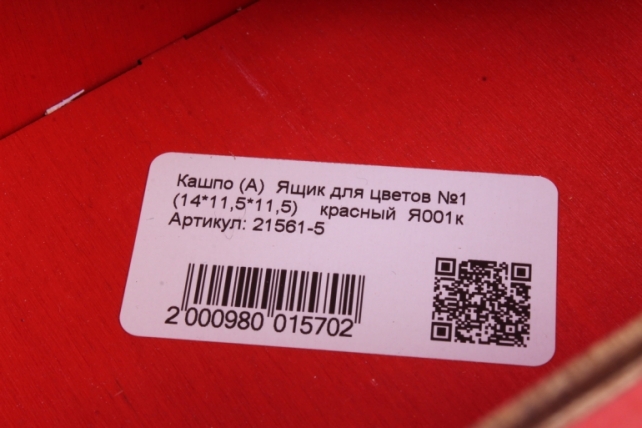 Кашпо (А) Ящик для цветов №1
(14*11,5*11,5) красный Я001к
Артикул: 21561-5
2 000980 015702